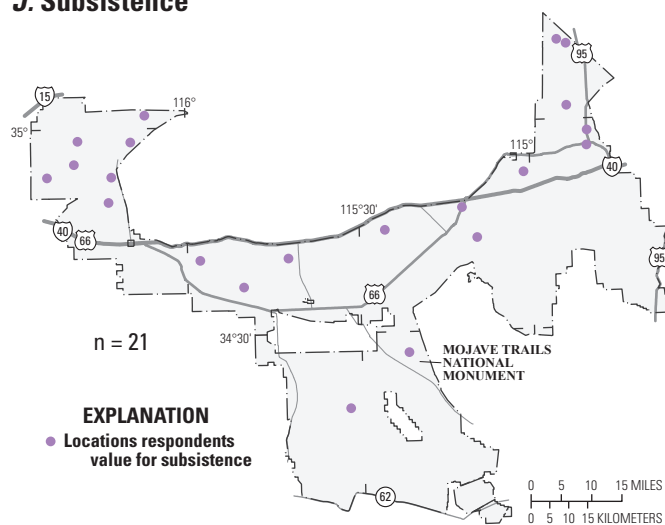 J. Subsistence
15
35°
116°
95
115°
40
115°30'
40
66
95
66
34°30'
n = 21
MOJAVE TRAILS
NATIONAL
MONUMENT
EXPLANATION
Locations respondents
value for subsistence
62
0 5 10 15 MILES
0 5 10 15 KILOMETERS